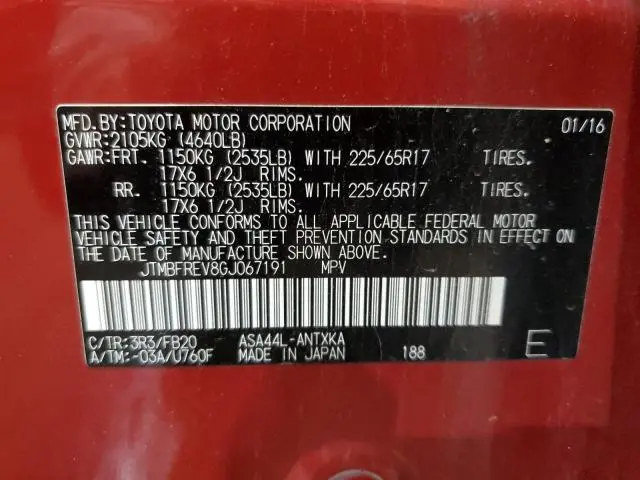 MFD.BY:TOYOTA MOTOR CORPORATION 01/16
GVWR:2105KG (4640LB)
GAWR:FRT. 1150KG (2535LB) WITH 225/65R17 TIRES.
17X6 1/2J RIMS.
RR. 1150KG (2535LB) WITH 225/65R17 TIRES.
17X6 1/2J RIMS.
THIS VEHICLE CONFORMS TO ALL APPLICABLE FEDERAL MOTOR
VEHICLE SAFETY AND THEFT PREVENTION STANDARDS IN EFFECT ON
THE DATE OF MANUFACTURE SHOWN ABOVE.
JTMBFREV8GJ067191 MPV
C/TR:3R3/FB20 ASA44L-ANTXKA
A/TM:-03A/U760F MADE IN JAPAN 188 E